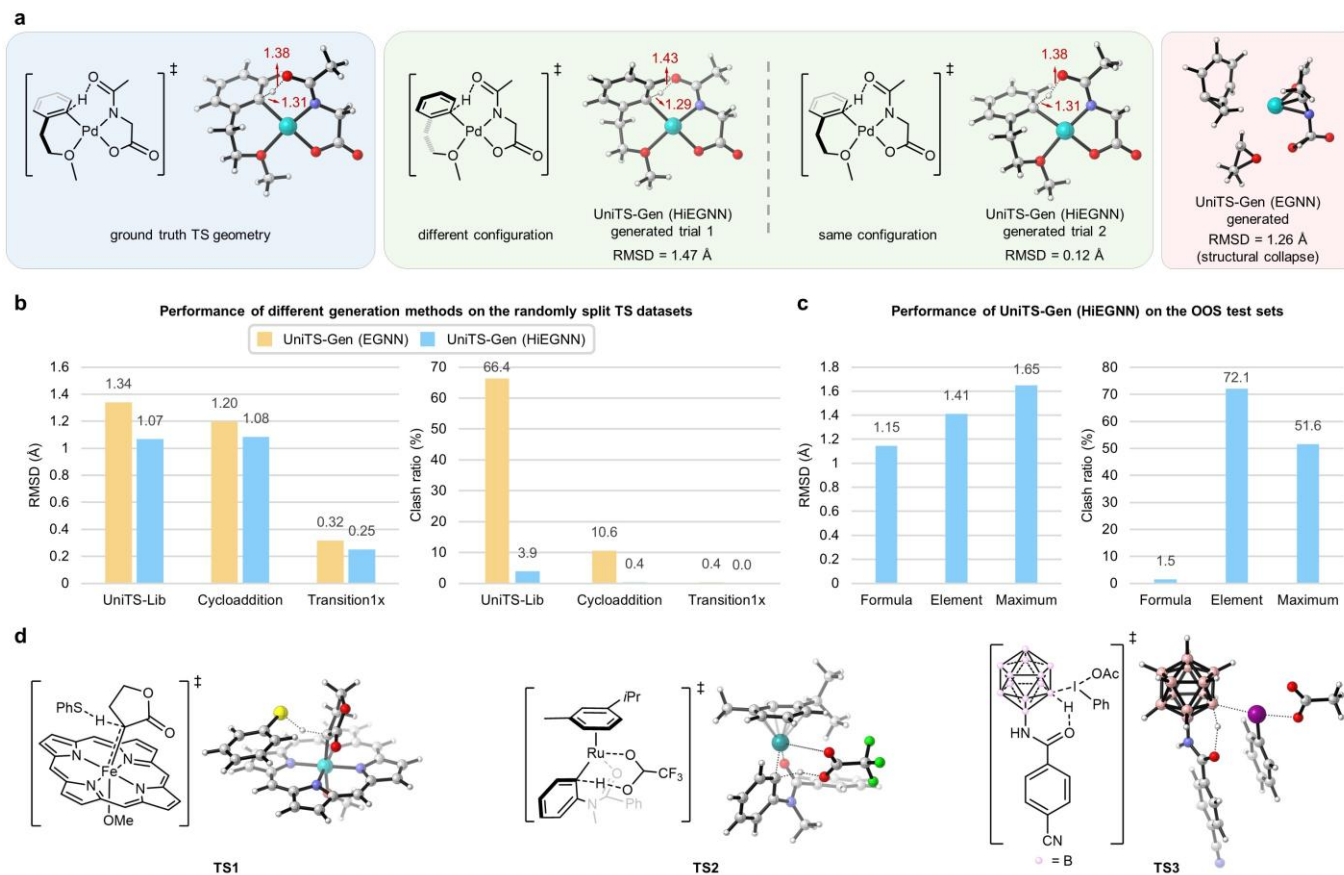 a
‡
O
H
N
Pd
O
O
O
1.38
1.31
ground truth TS geometry
‡
O
H
N
Pd
O
O
O
1.43
1.29
different configuration
UniTS-Gen (HiEGNN)
generated trial 1
RMSD = 1.47 Å
‡
O
H
N
Pd
O
O
O
1.38
1.31
same configuration
UniTS-Gen (HiEGNN)
generated trial 2
RMSD = 0.12 Å
UniTS-Gen (EGNN)
generated
RMSD = 1.26 Å
(structural collapse)
b
Performance of different generation methods on the randomly split TS datasets
UniTS-Gen (EGNN)
UniTS-Gen (HiEGNN)
RMSD (Å)
1.6
1.4
1.2
1
0.8
0.6
0.4
0.2
0
1.34
1.07
1.20
1.08
0.32
0.25
UniTS-Lib
Cycloaddition
Transition1x
Clash ratio (%)
70
60
50
40
30
20
10
0
66.4
3.9
10.6
0.4
0.4
0.0
UniTS-Lib
Cycloaddition
Transition1x
c
Performance of UniTS-Gen (HiEGNN) on the OOS test sets
RMSD (Å)
1.8
1.6
1.4
1.2
1
0.8
0.6
0.4
0.2
0
1.15
1.41
1.65
Formula
Element
Maximum
Clash ratio (%)
80
70
60
50
40
30
20
10
0
1.5
72.1
51.6
Formula
Element
Maximum
d
‡
PhS
H
O
O
N
N
Fe
N
N
OMe
TS1
‡
iPr
Ru
O
H
O
CF3
O
N
Ph
TS2
‡
OAc
I
Ph
H
NH
O
CN
= B
TS3